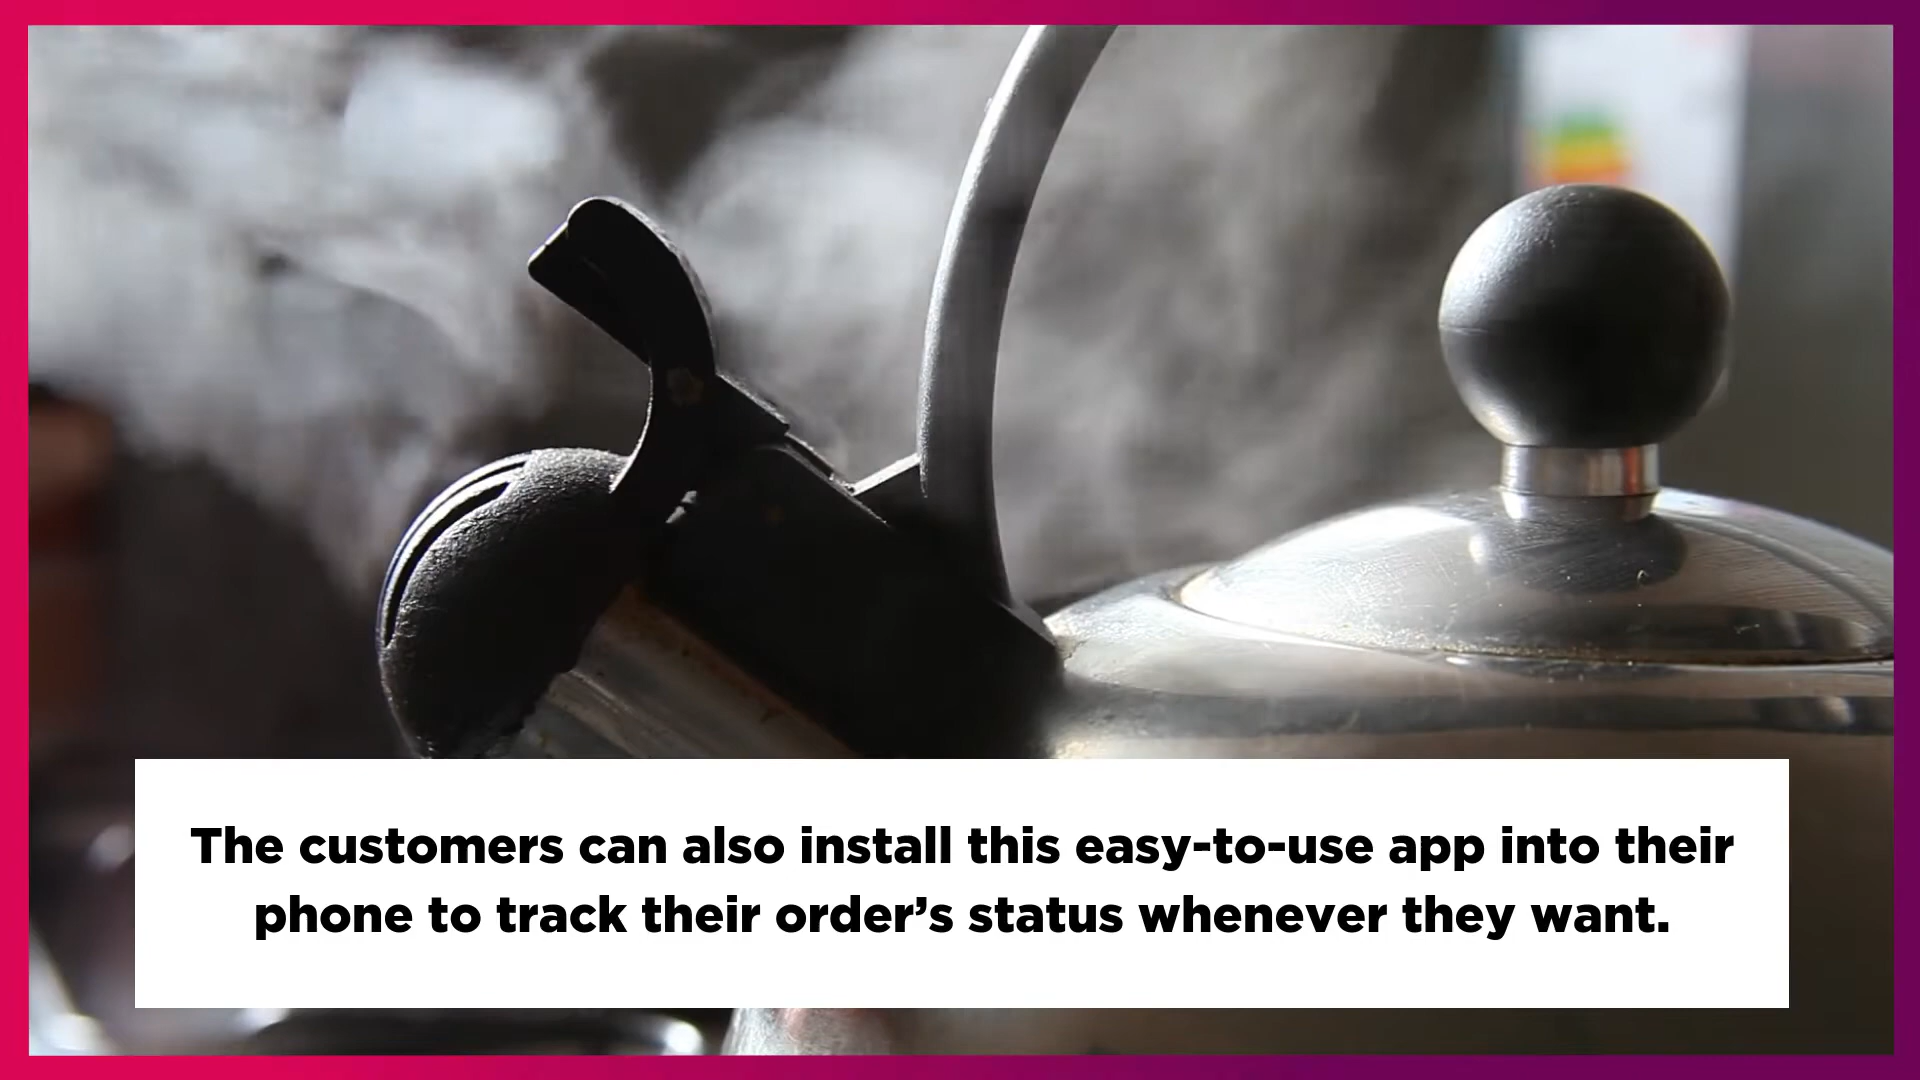 The customers can also install this easy-to-use app into their
phone to track their order’s status whenever they want.